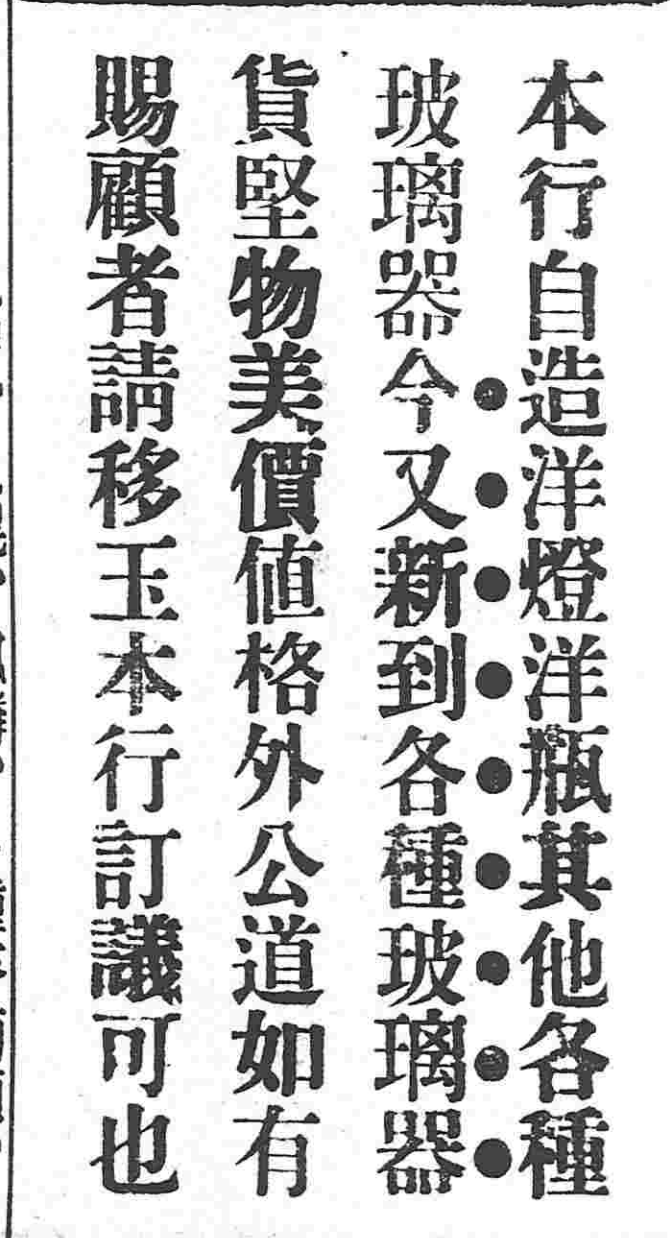 本行自造洋燈洋瓶其他各種
玻璃器今又新到各種玻璃器
貨堅物美價値格外公道如有
賜顧者請移玉本行訂議可也